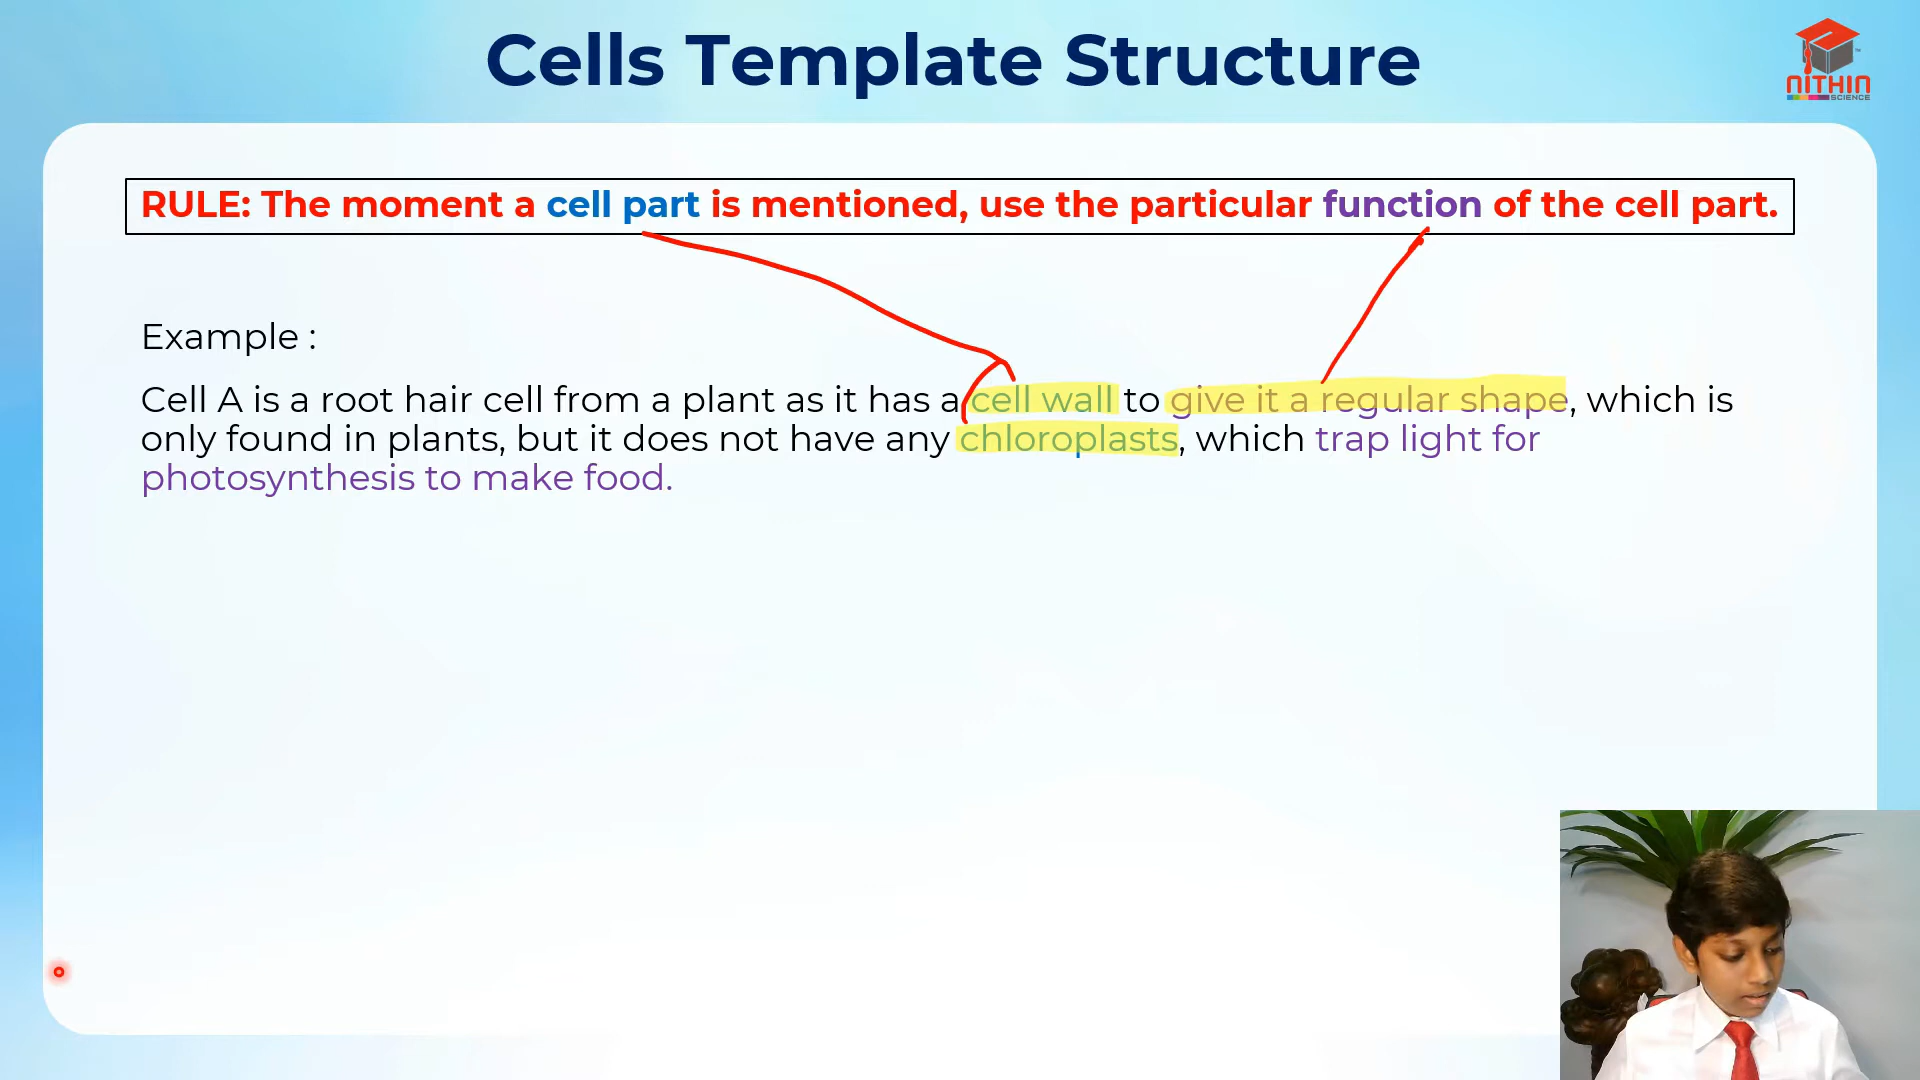 Cells Template Structure
NITHIN
SCIENCE
RULE: The moment a cell part is mentioned, use the particular function of the cell part.
Example :
Cell A is a root hair cell from a plant as it has a cell wall to give it a regular shape, which is
only found in plants, but it does not have any chloroplasts, which trap light for
photosynthesis to make food.